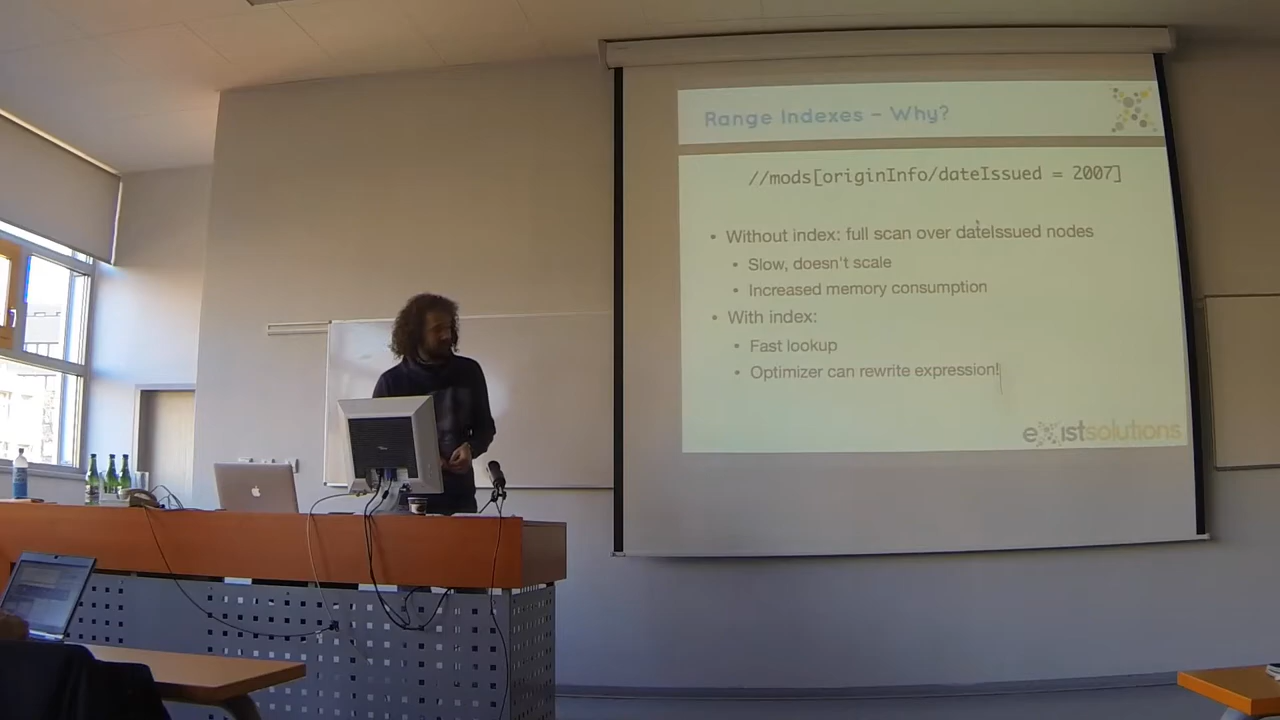 Range Indexes – Why?
//mods[originInfo/dateIssued = 2007]
• Without index: full scan over dateIssued nodes
• Slow, doesn't scale
• Increased memory consumption
• With index:
• Fast lookup
• Optimizer can rewrite expression!
existsolutions